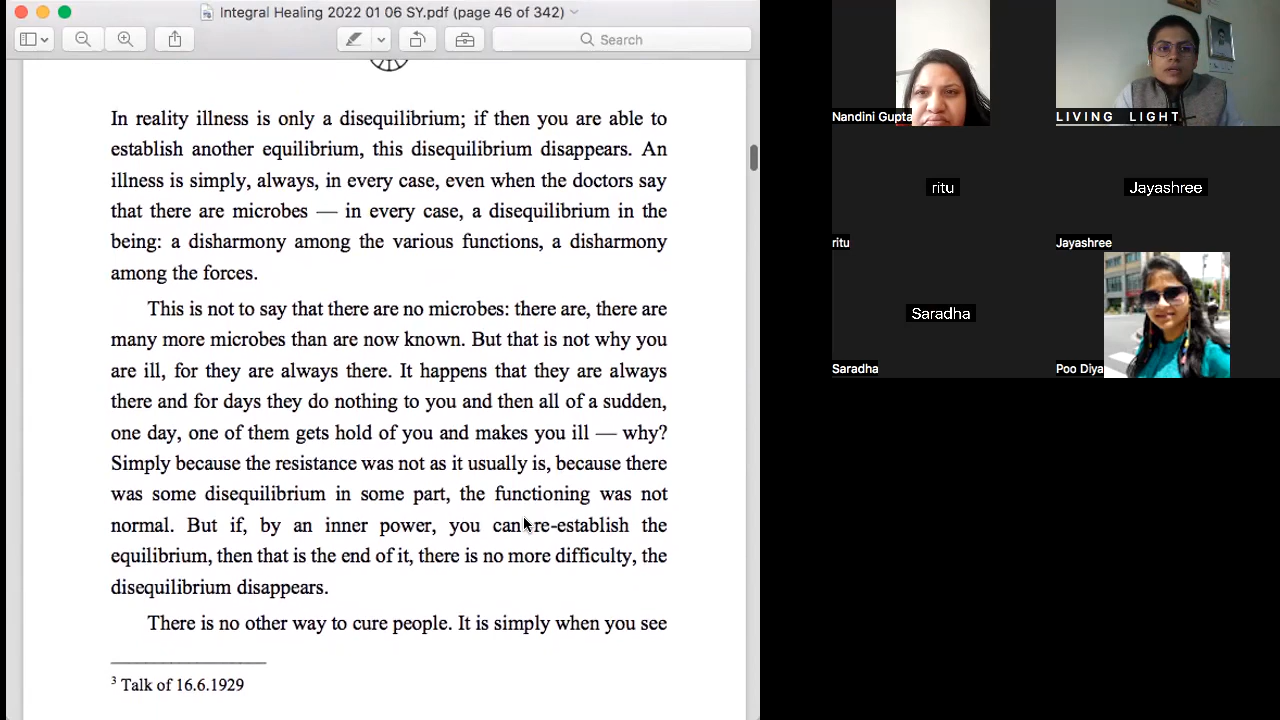 Integral Healing 2022 01 06 SY.pdf (page 46 of 342)
Search
In reality illness is only a disequilibrium; if then you are able to
establish another equilibrium, this disequilibrium disappears. An
illness is simply, always, in every case, even when the doctors say
that there are microbes — in every case, a disequilibrium in the
being: a disharmony among the various functions, a disharmony
among the forces.
This is not to say that there are no microbes: there are, there are
many more microbes than are now known. But that is not why you
are ill, for they are always there. It happens that they are always
there and for days they do nothing to you and then all of a sudden,
one day, one of them gets hold of you and makes you ill — why?
Simply because the resistance was not as it usually is, because there
was some disequilibrium in some part, the functioning was not
normal. But if, by an inner power, you can re-establish the
equilibrium, then that is the end of it, there is no more difficulty, the
disequilibrium disappears.
There is no other way to cure people. It is simply when you see
3 Talk of 16.6.1929
Nandini Gupta
L I V I N G  L I G H T
ritu
Jayashree
ritu
Jayashree
Saradha
Saradha
Poo Diya